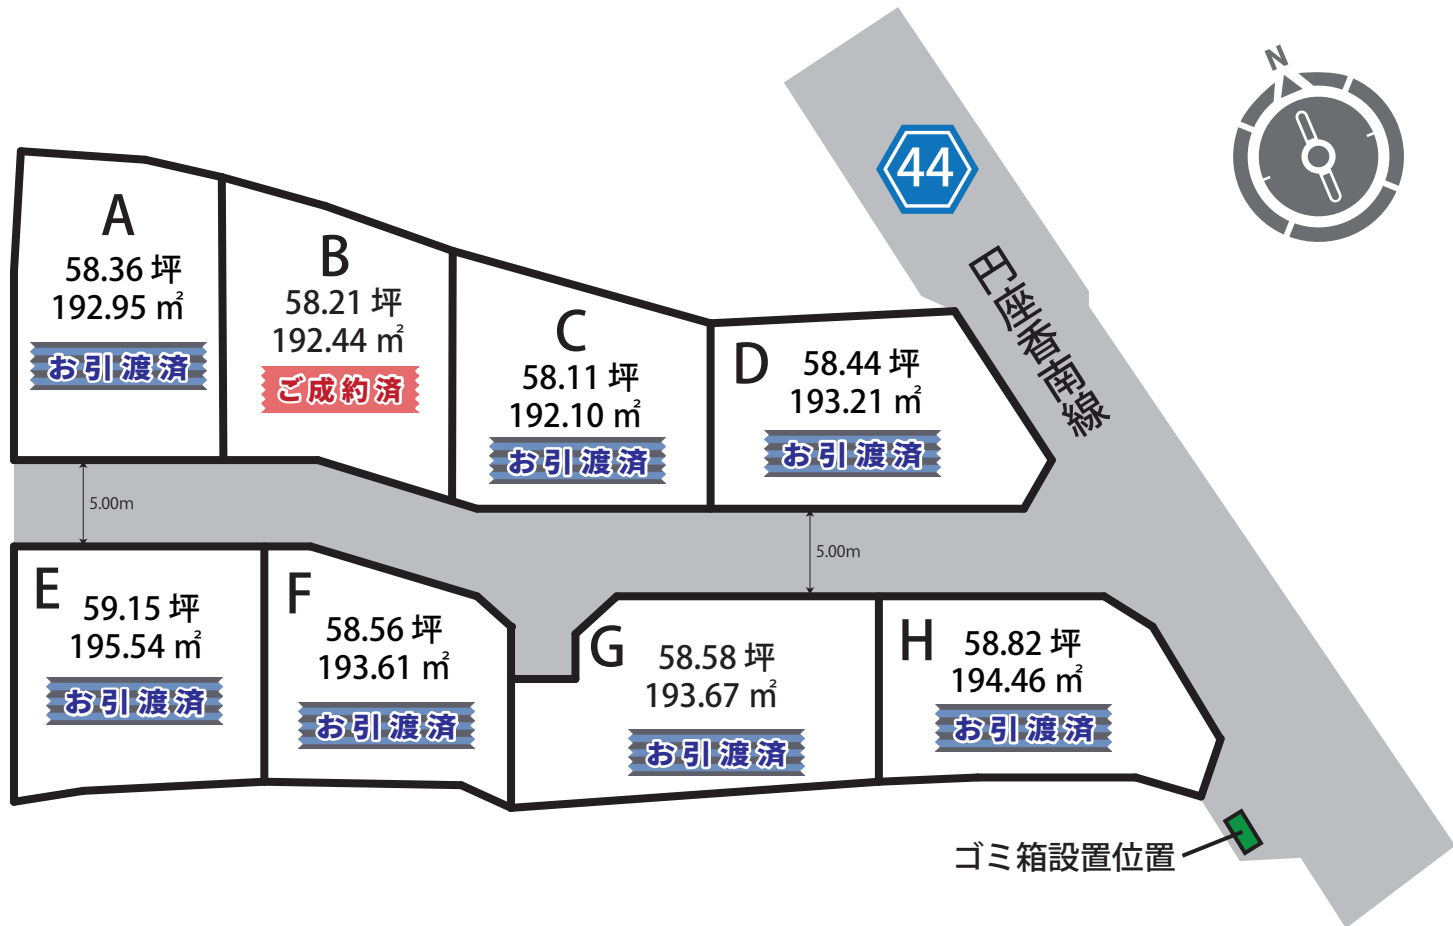 N
44
円座香南線
A
58.36 坪
192.95 ㎡
お引渡済
B
58.21 坪
192.44 ㎡
ご成約済
C
58.11 坪
192.10 ㎡
お引渡済
D
58.44 坪
193.21 ㎡
お引渡済
5.00m
5.00m
E
59.15 坪
195.54 ㎡
お引渡済
F
58.56 坪
193.61 ㎡
お引渡済
G
58.58 坪
193.67 ㎡
お引渡済
H
58.82 坪
194.46 ㎡
お引渡済
ゴミ箱設置位置